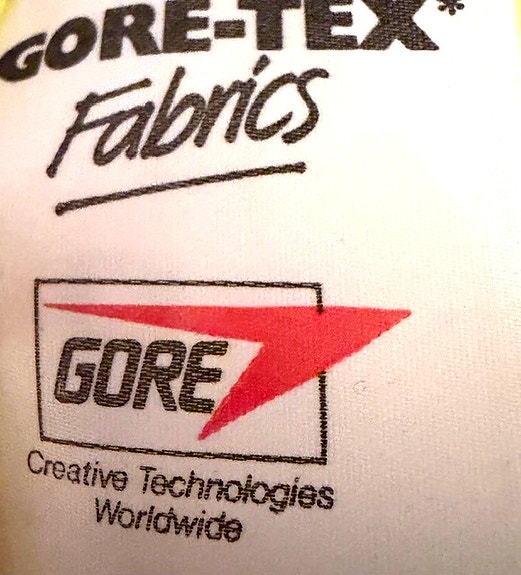 GORE-TEX*
Fabrics
GORE
Creative Technologies
Worldwide